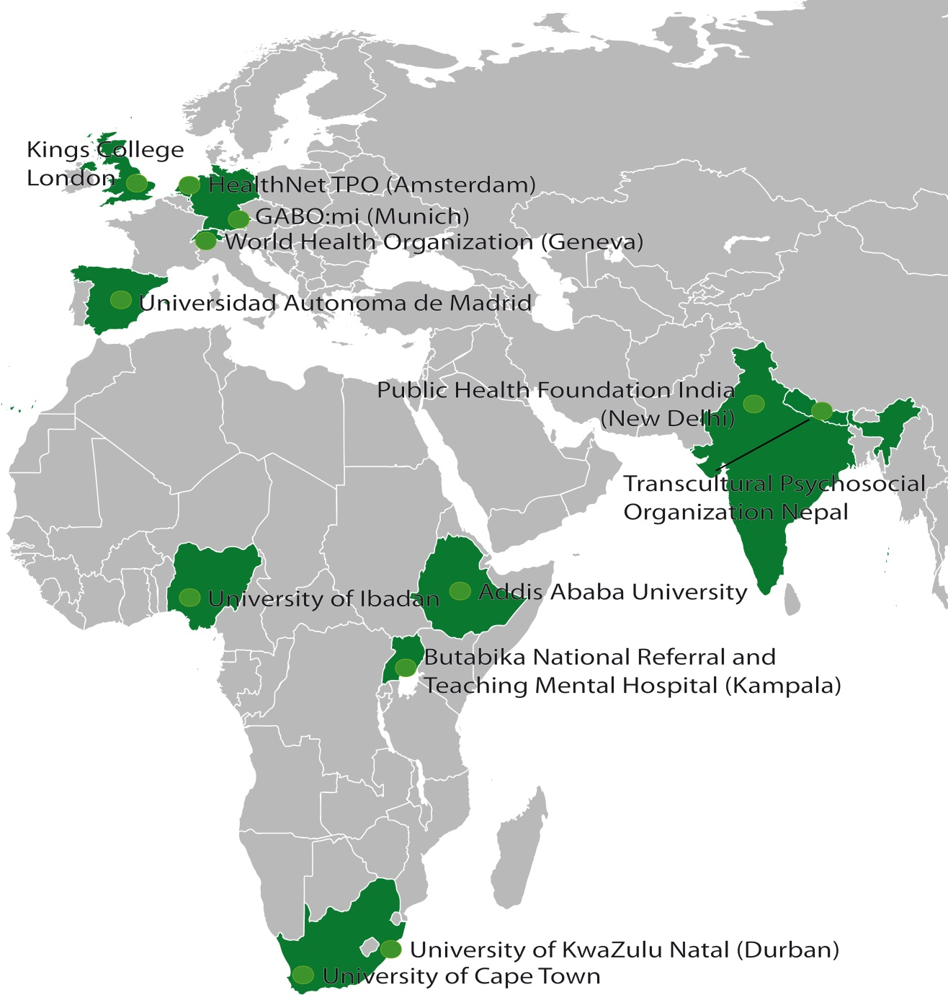 Kings College
London
HealthNet TPO (Amsterdam)
GABO:mi (Munich)
World Health Organization (Geneva)
Universidad Autonoma de Madrid
Public Health Foundation India
(New Delhi)
Transcultural Psychosocial
Organization Nepal
University of Ibadan
Addis Ababa University
Butabika National Referral and
Teaching Mental Hospital (Kampala)
University of KwaZulu Natal (Durban)
University of Cape Town